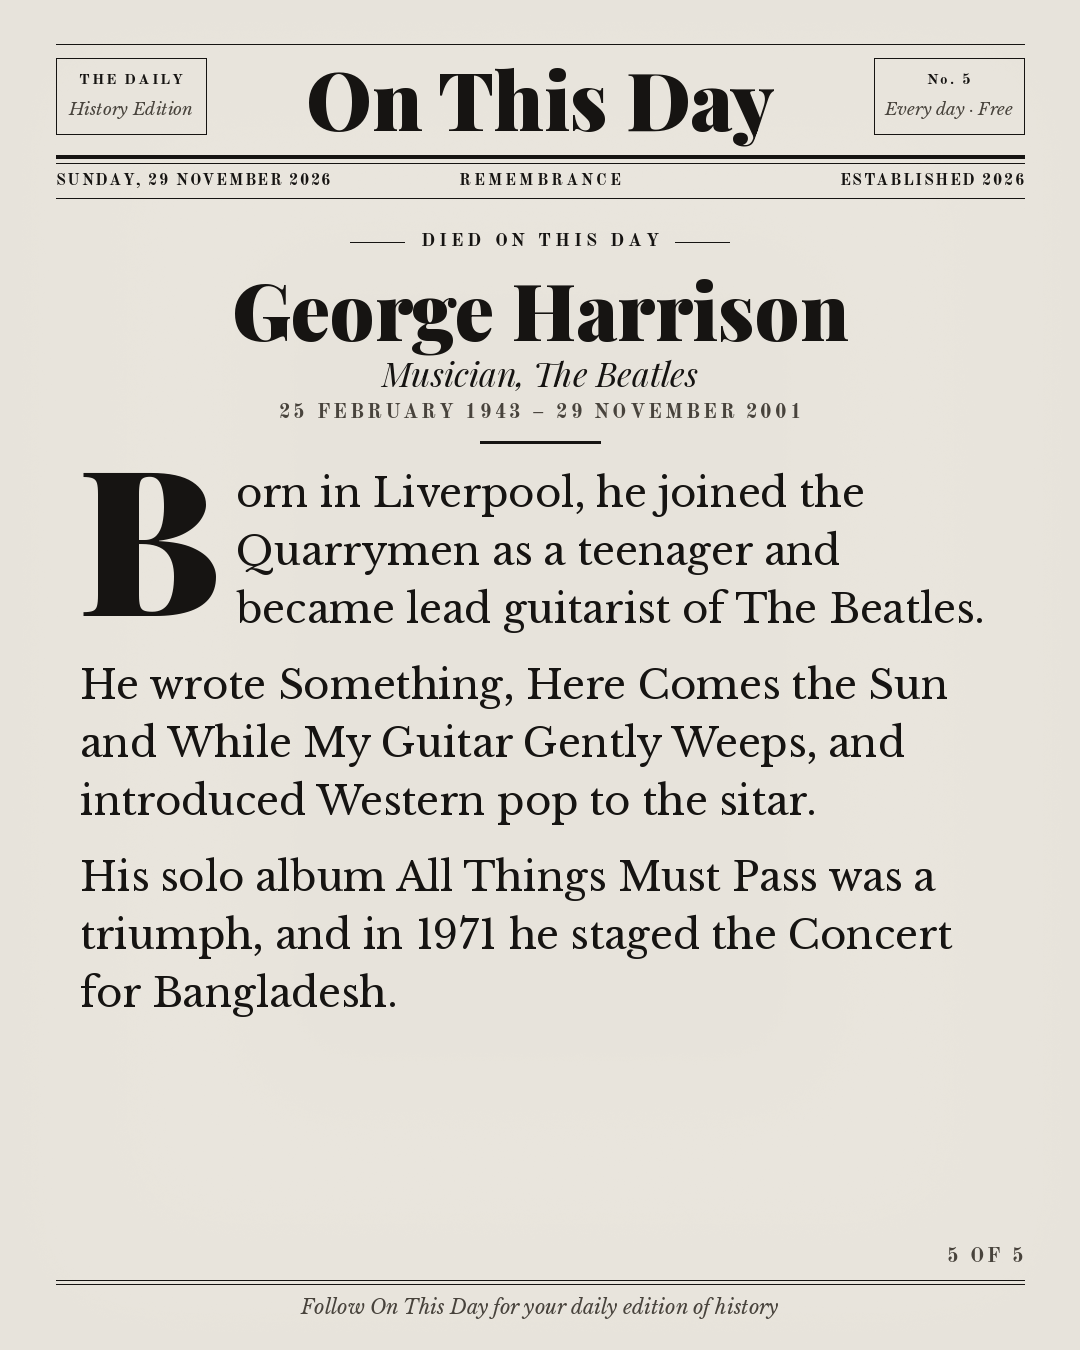 THE DAILY
History Edition
On This Day
No. 5
Every day · Free
SUNDAY, 29 NOVEMBER 2026
REMEMBRANCE
ESTABLISHED 2026
DIED ON THIS DAY
George Harrison
Musician, The Beatles
25 FEBRUARY 1943 – 29 NOVEMBER 2001
Born in Liverpool, he joined the
Quarrymen as a teenager and
became lead guitarist of The Beatles.
He wrote Something, Here Comes the Sun
and While My Guitar Gently Weeps, and
introduced Western pop to the sitar.
His solo album All Things Must Pass was a
triumph, and in 1971 he staged the Concert
for Bangladesh.
5 OF 5
Follow On This Day for your daily edition of history